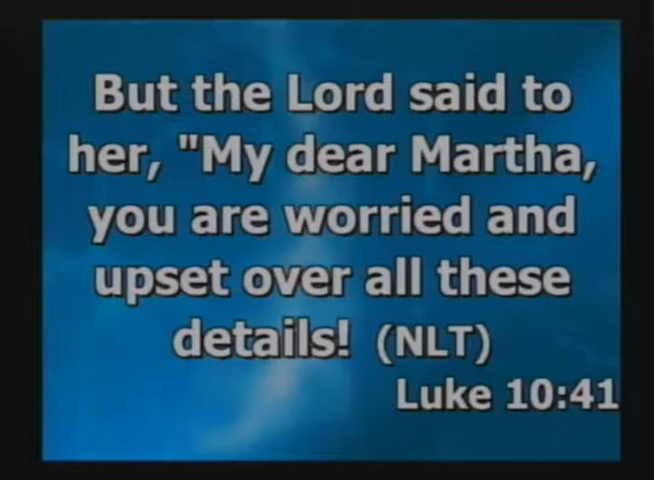 But the Lord said to
her, "My dear Martha,
you are worried and
upset over all these
details! (NLT)
Luke 10:41